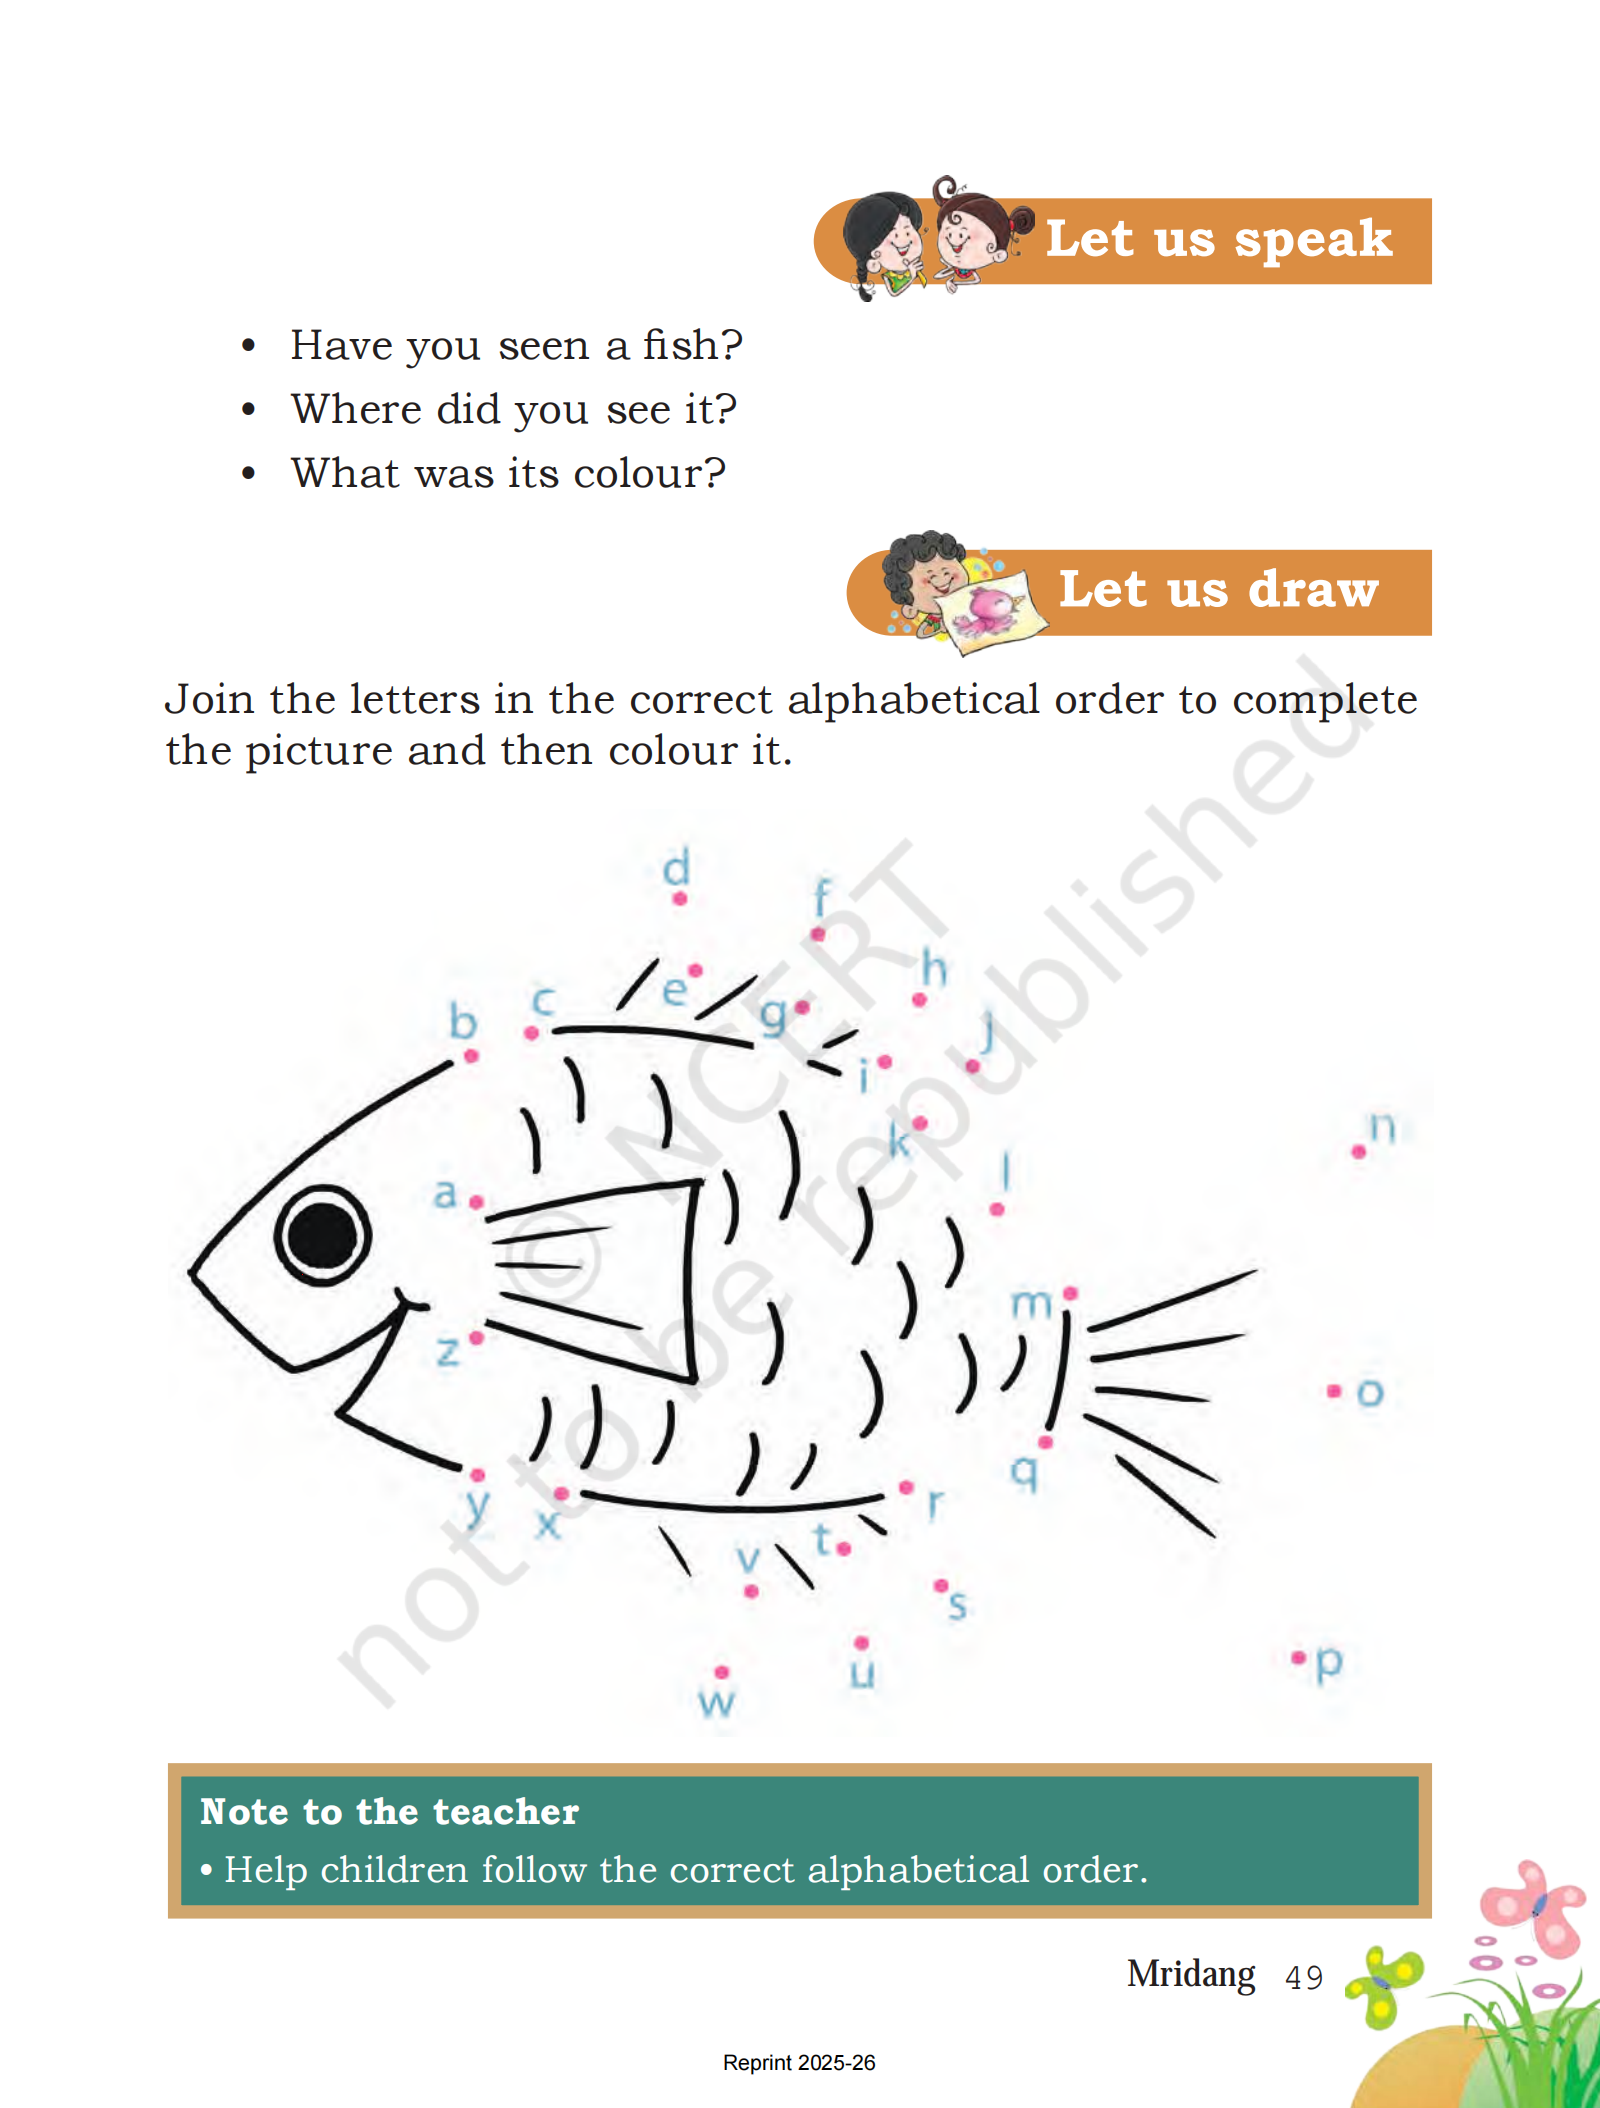 Let us speak
• Have you seen a fish?
• Where did you see it?
• What was its colour?
Let us draw
Join the letters in the correct alphabetical order to complete
the picture and then colour it.
d
f
h
e
c
b
g
j
i
n
k
l
a
m
z
o
q
y
x
r
t
v
s
u
p
w
© NCERT
not to be republished
Note to the teacher
• Help children follow the correct alphabetical order.
Mridang 49
Reprint 2025-26